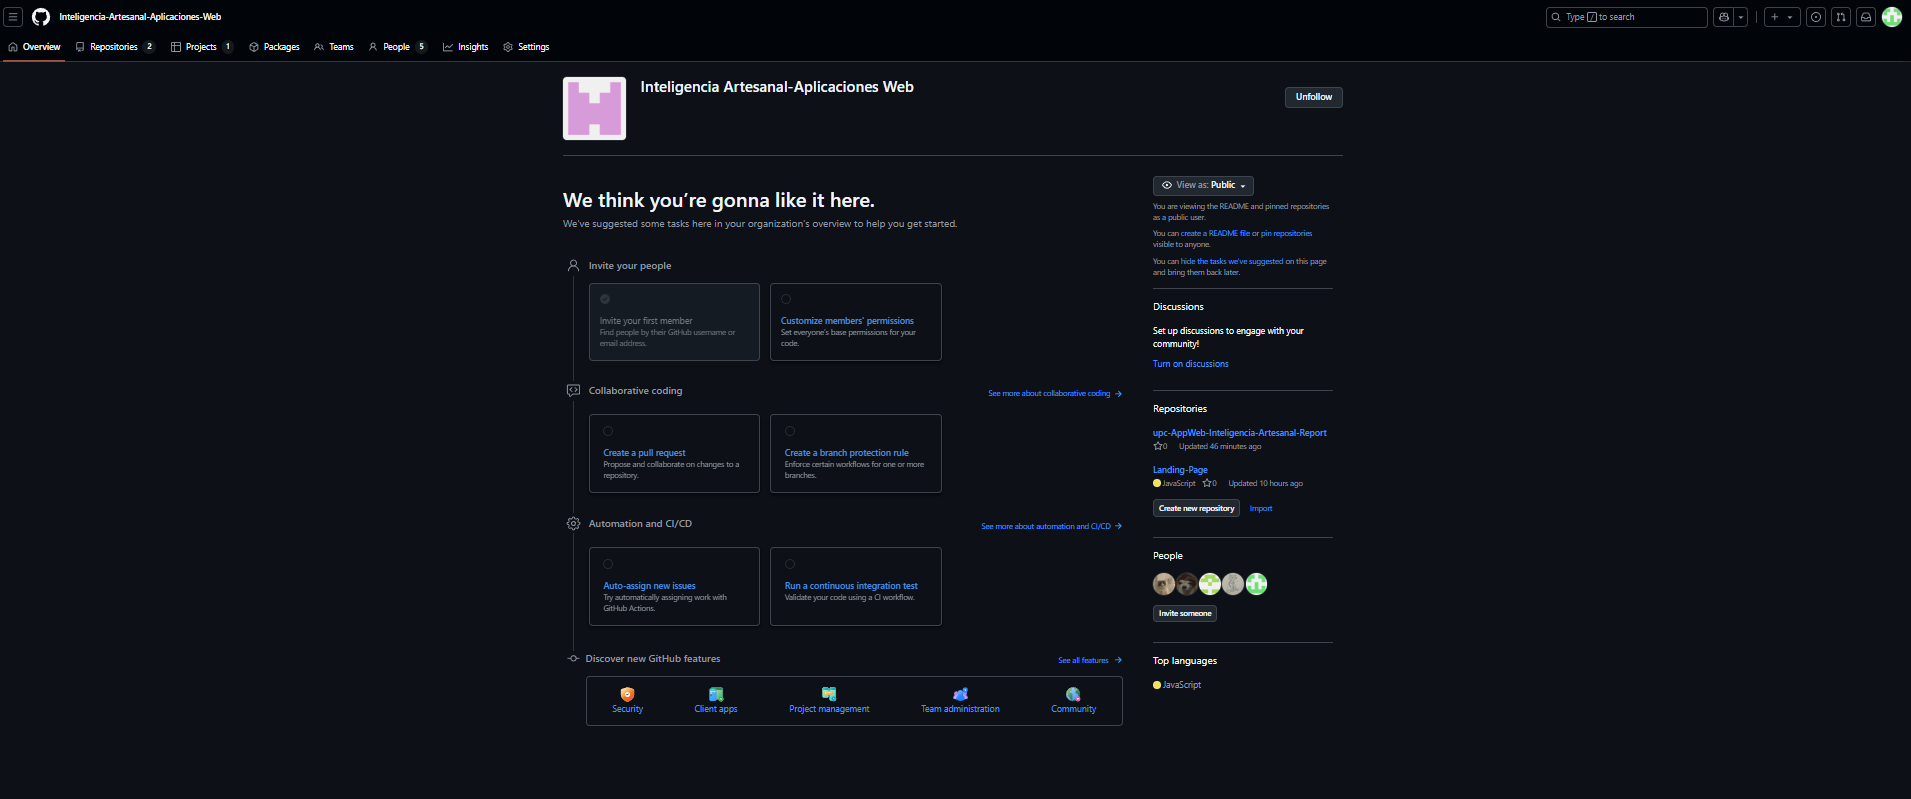 Inteligencia-Artesanal-Aplicaciones-Web
Type / to search
Overview
Repositories 2
Projects 1
Packages
Teams
People 5
Insights
Settings
Inteligencia Artesanal-Aplicaciones Web
Unfollow
We think you're gonna like it here.
We've suggested some tasks here in your organization's overview to help you get started.
Invite your people
Invite your first member
Find people by their GitHub username or
email address.
Customize members' permissions
Set everyone's base permissions for your
code.
Collaborative coding
See more about collaborative coding →
Create a pull request
Propose and collaborate on changes to a
repository.
Create a branch protection rule
Enforce certain workflows for one or more
branches.
Automation and CI/CD
See more about automation and CI/CD →
Auto-assign new issues
Try automatically assigning work with
GitHub Actions.
Run a continuous integration test
Validate your code using a CI workflow.
Discover new GitHub features
See all features →
Security
Client apps
Project management
Team administration
Community
View as: Public
You are viewing the README and pinned repositories
as a public user.
You can create a README file or pin repositories
visible to anyone.
You can hide the tasks we've suggested on this page
and bring them back later.
Discussions
Set up discussions to engage with your
community!
Turn on discussions
Repositories
upc-AppWeb-Inteligencia-Artesanal-Report
0 Updated 46 minutes ago
Landing-Page
JavaScript 0 Updated 10 hours ago
Create new repository
Import
People
Invite someone
Top languages
JavaScript